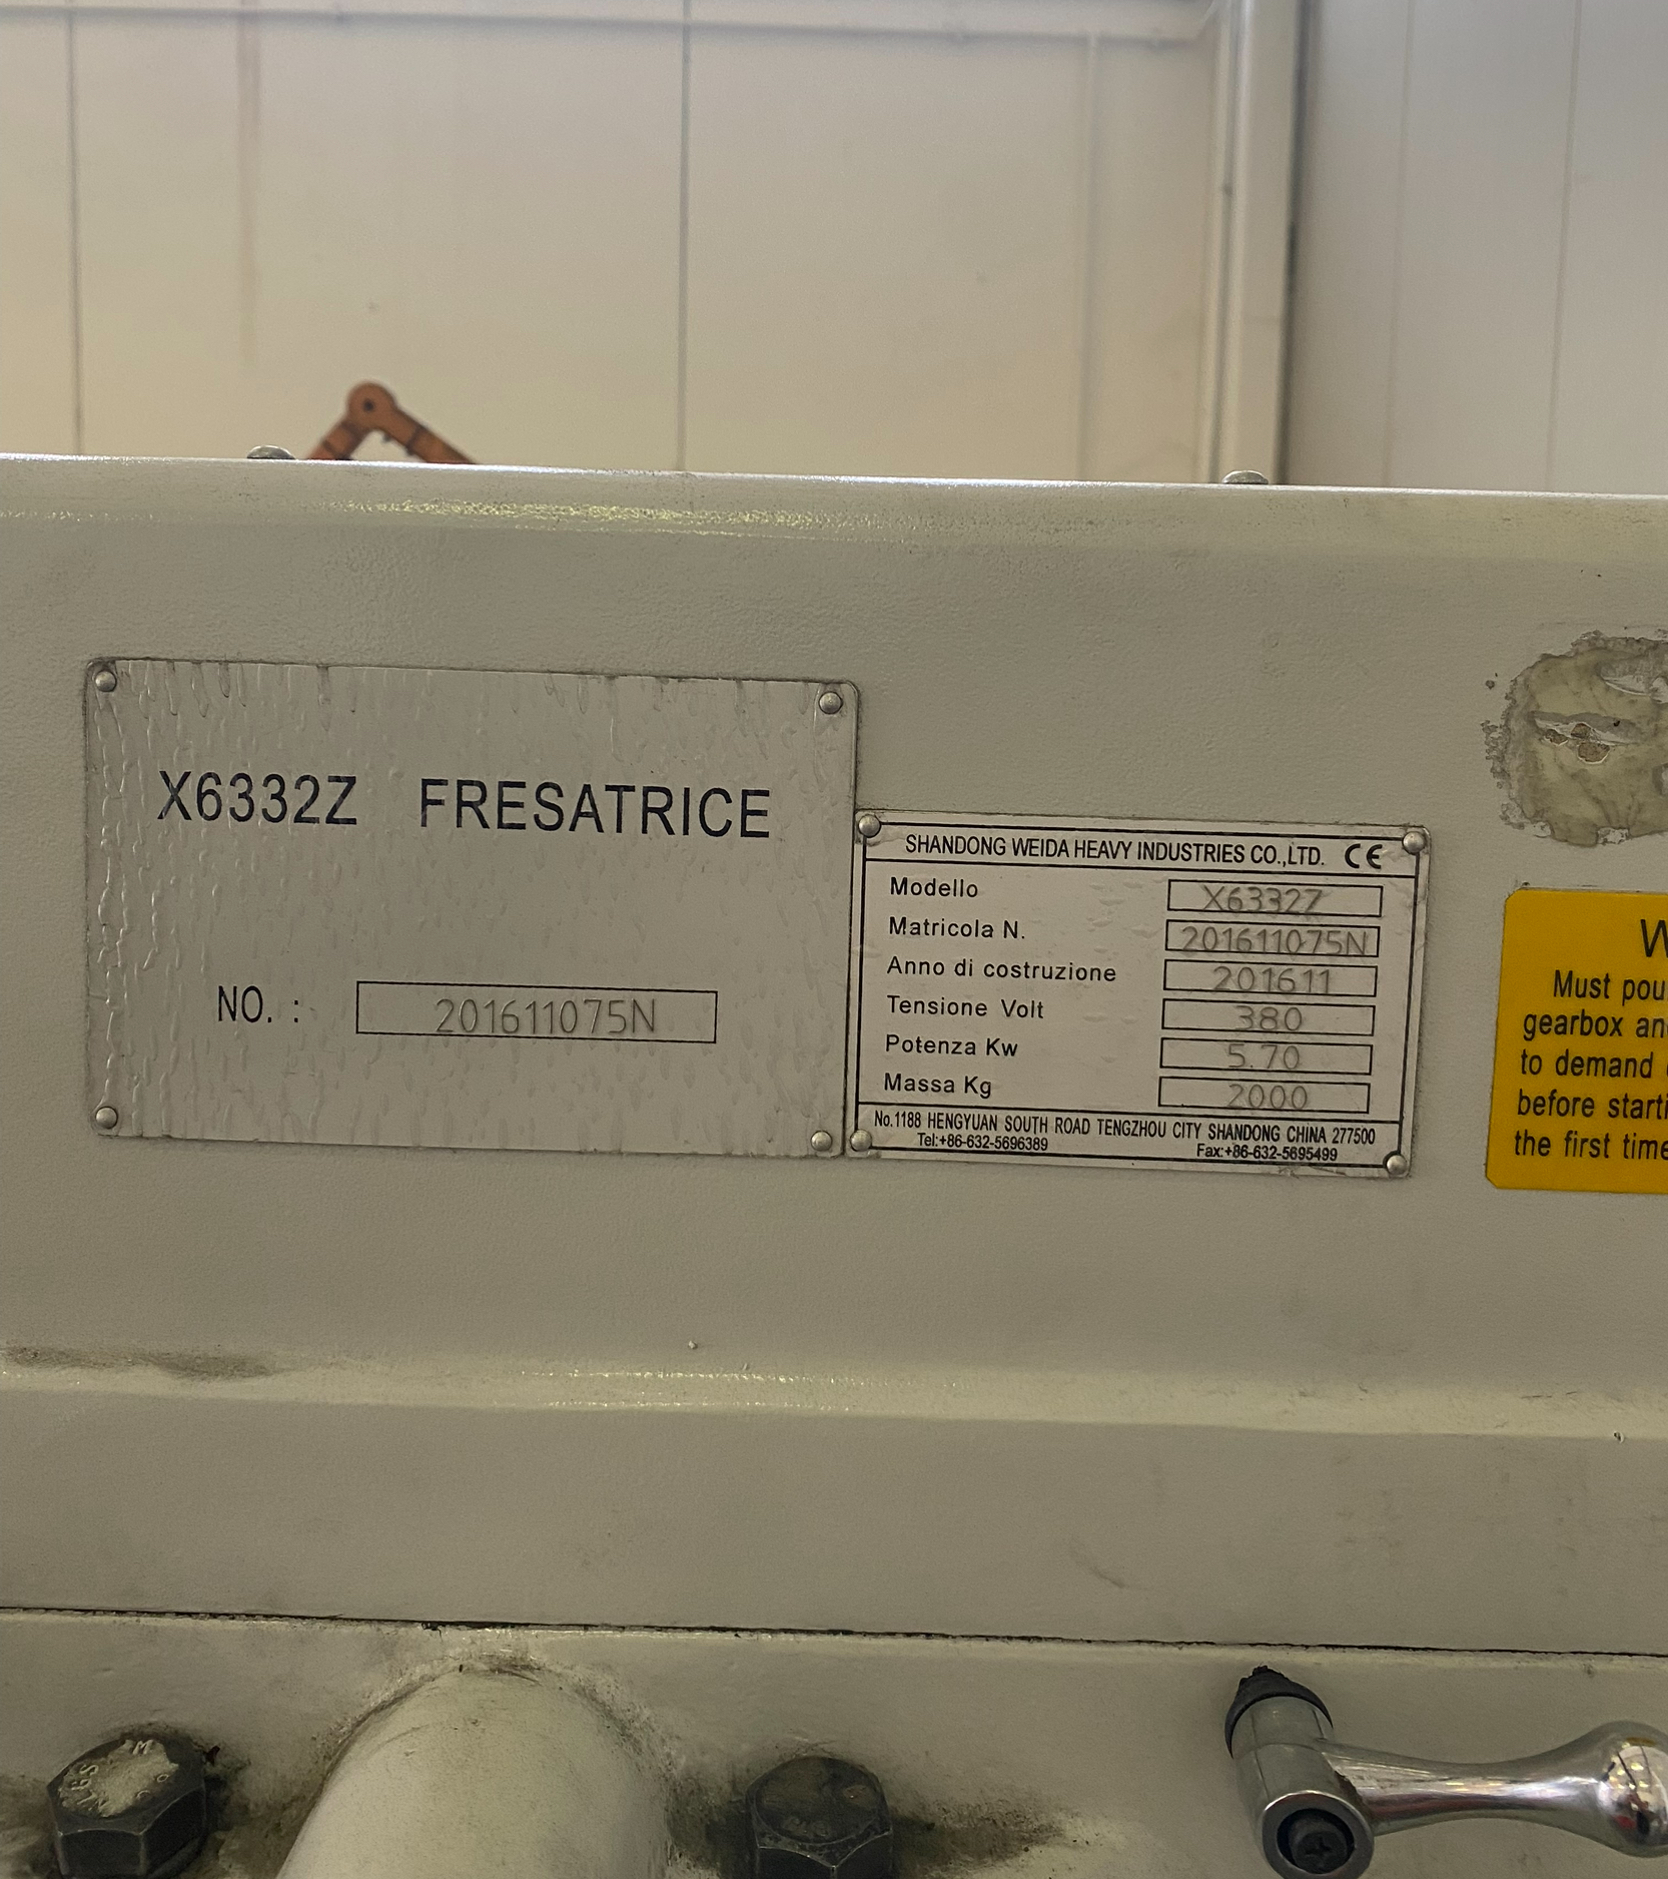 X6332Z FRESATRICE
NO. : 201611075N
SHANDONG WEIDA HEAVY INDUSTRIES CO.,LTD. CE
Modello X6332Z
Matricola N. 201611075N
Anno di costruzione 201611
Tensione Volt 380
Potenza Kw 5.70
Massa Kg 2000
No.1188 HENGYUAN SOUTH ROAD TENGZHOU CITY SHANDONG CHINA 277500
Tel:+86-632-5696389 Fax:+86-632-5695499
Must pou
gearbox an
to demand
before starti
the first time